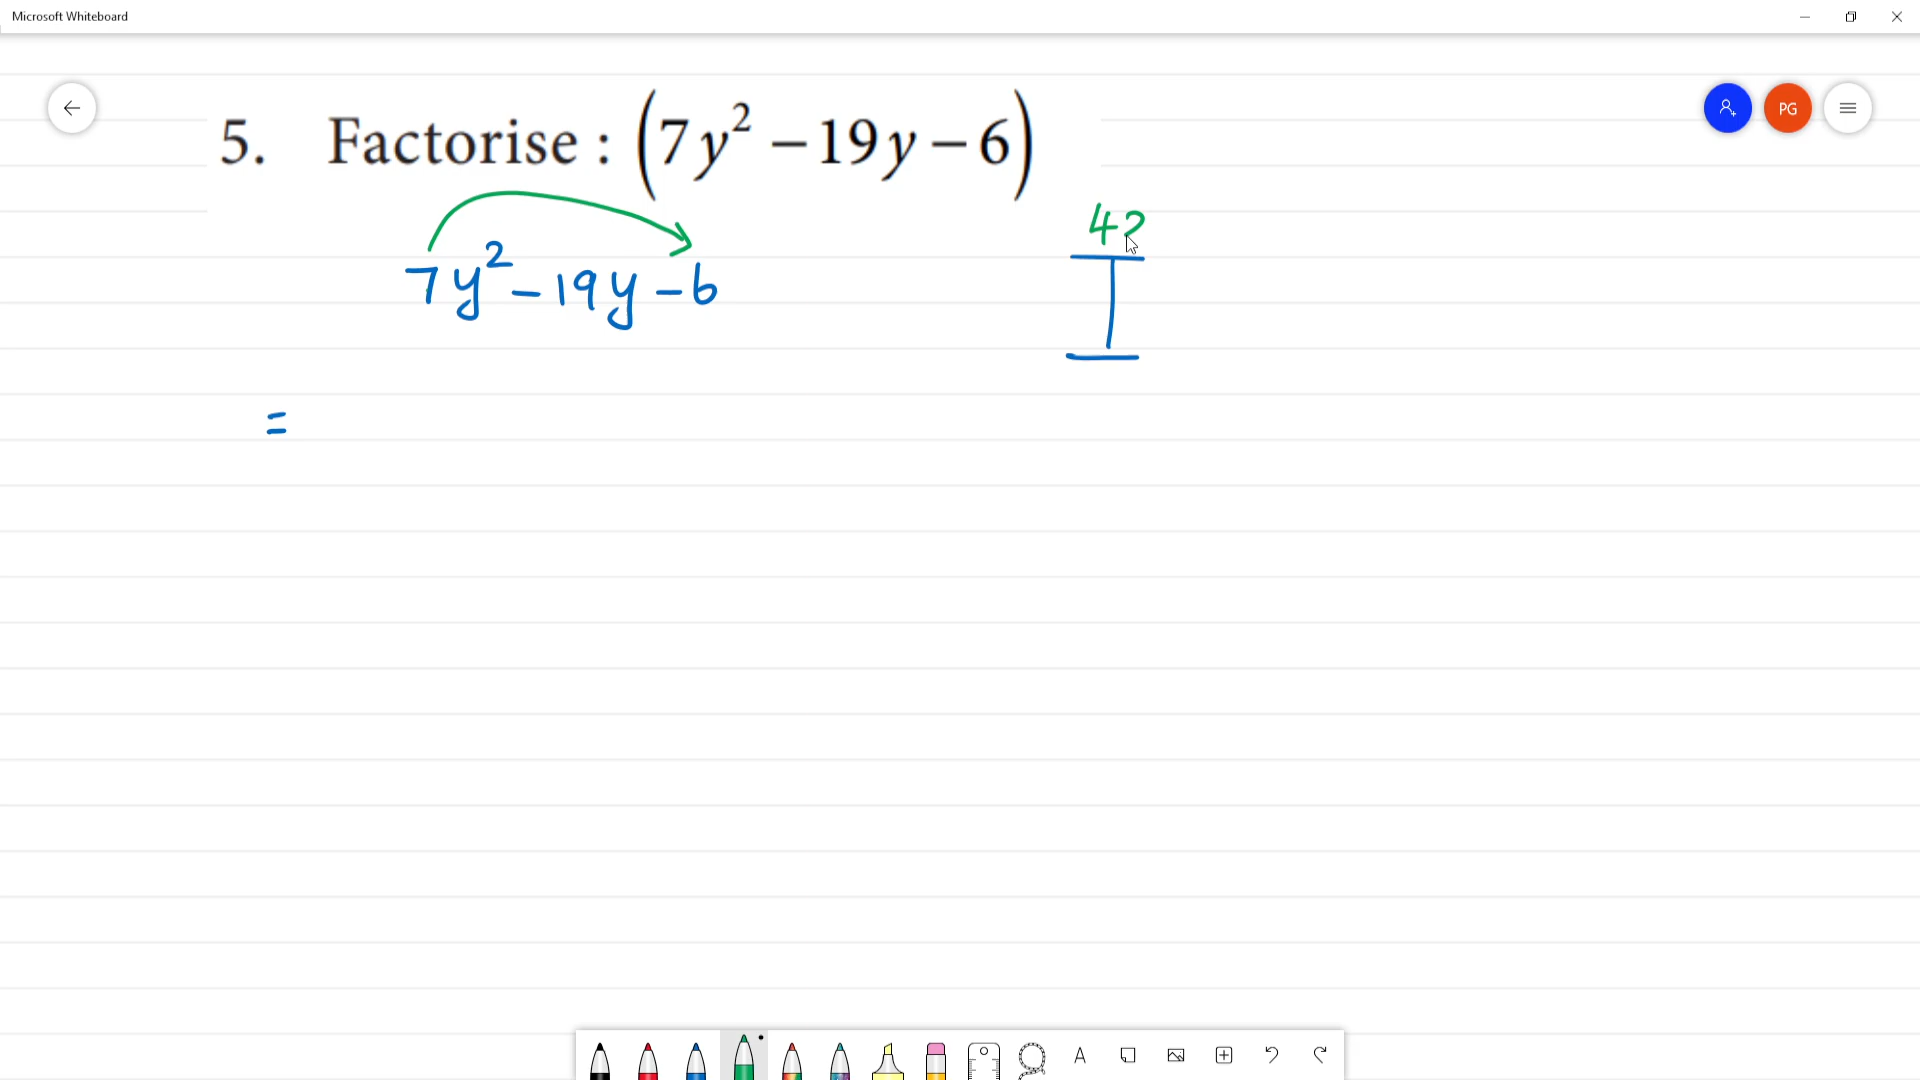 Microsoft Whiteboard
5. Factorise : (7y² − 19y − 6)
PG
42
7y² − 19y − 6
=
A